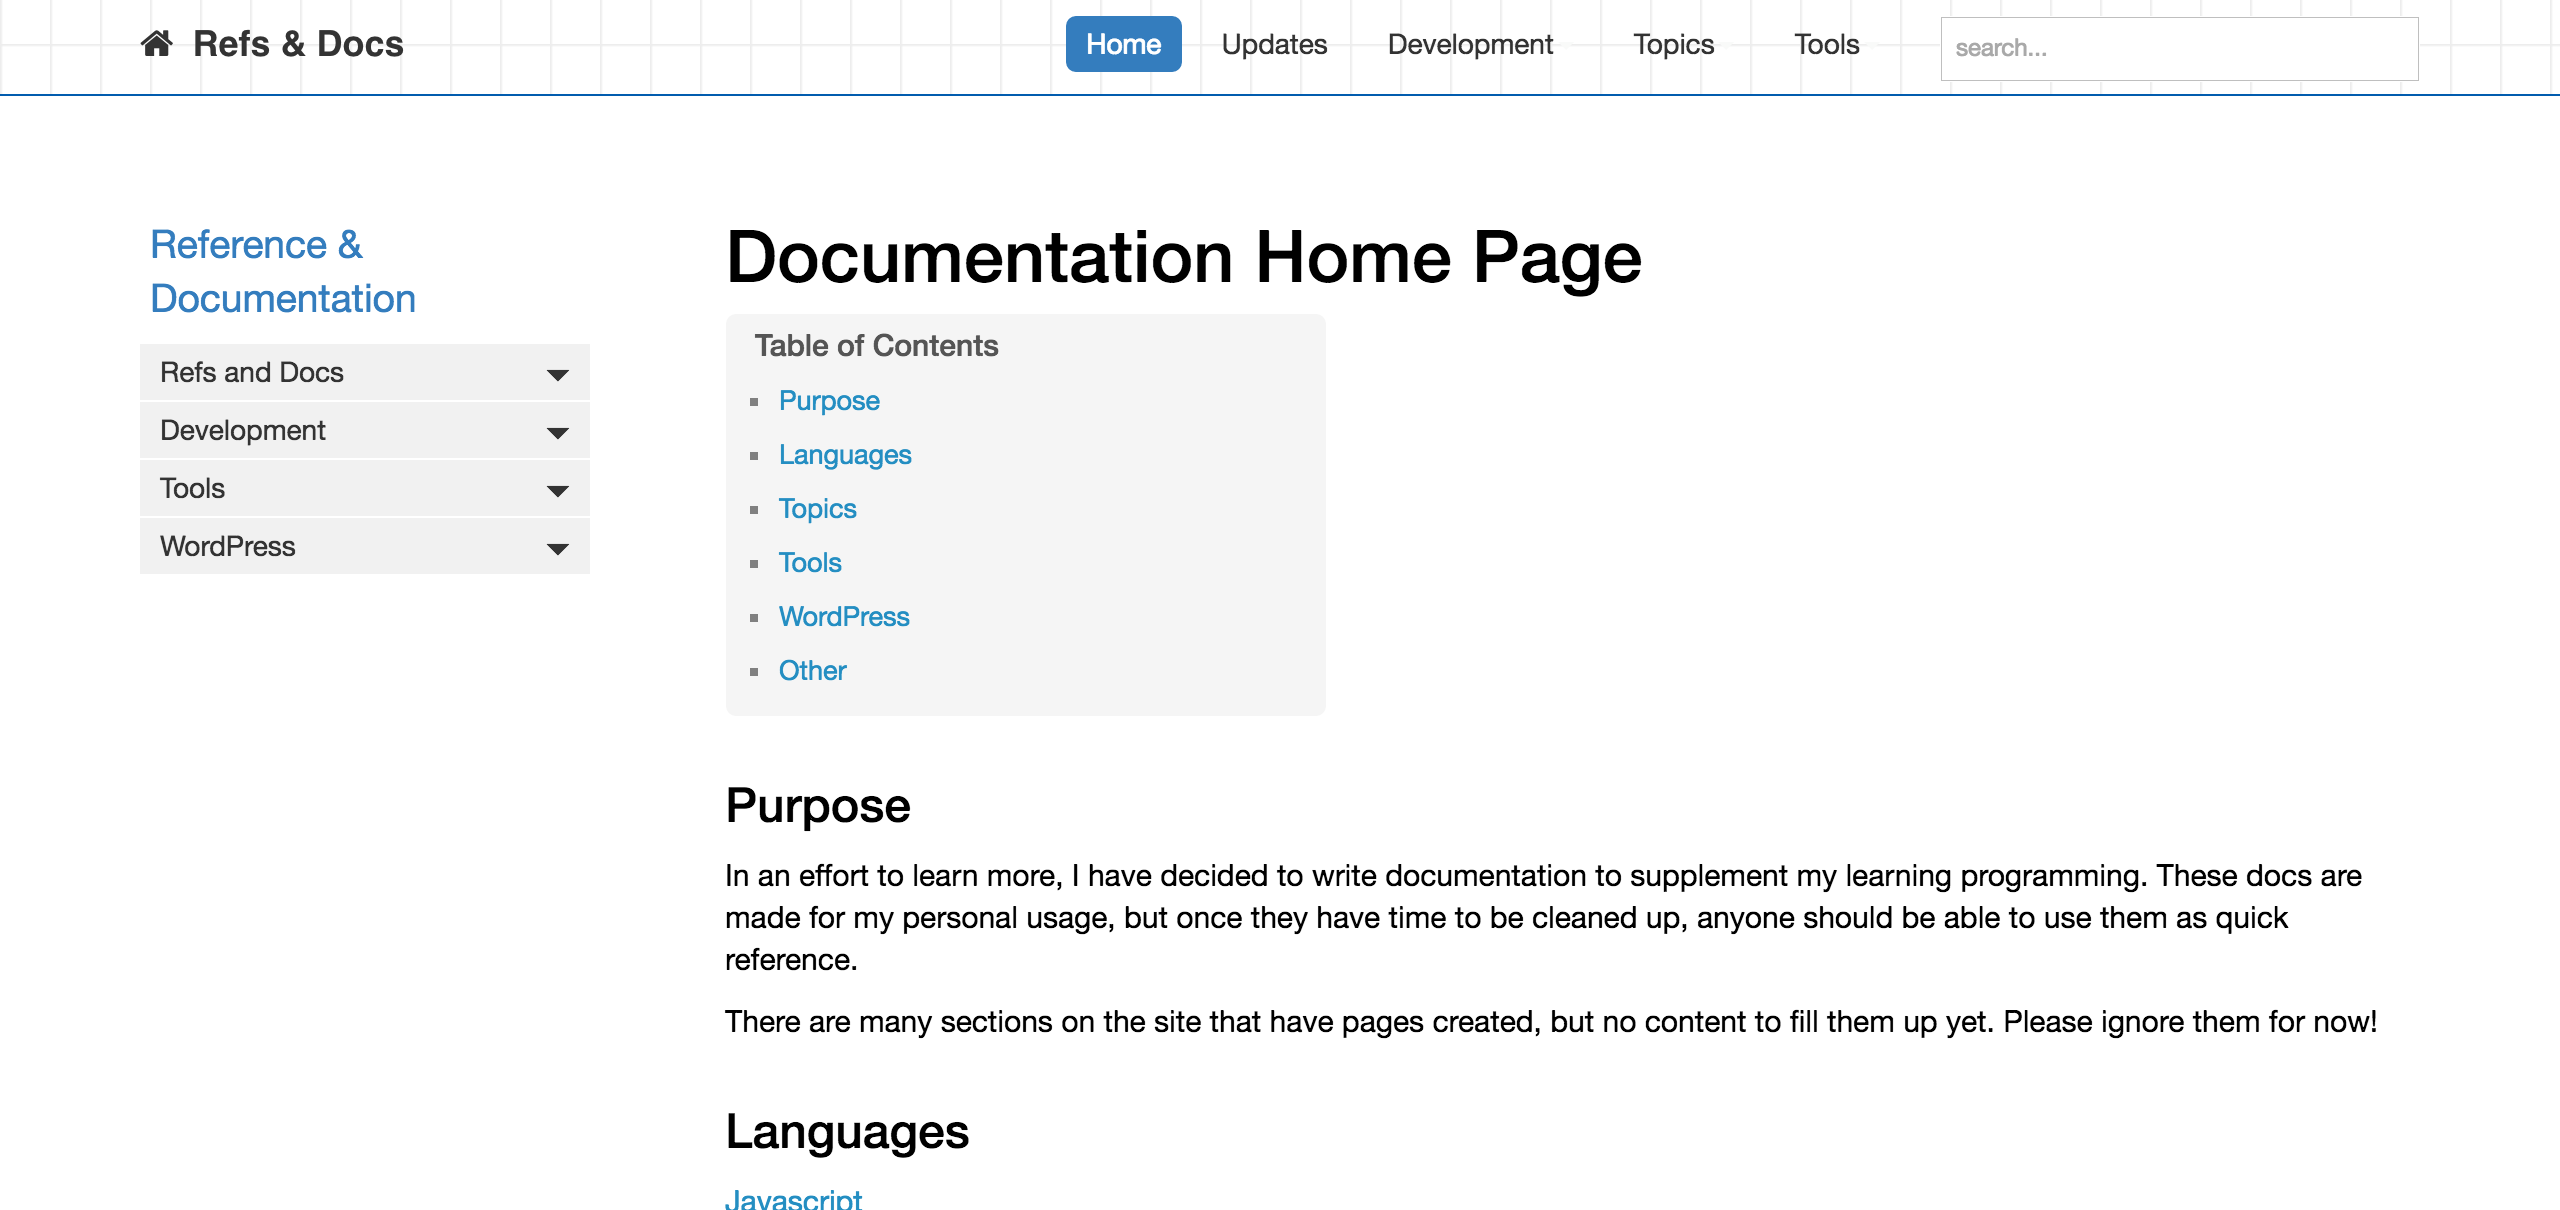 Refs & Docs
Home
Updates
Development
Topics
Tools
search...
Reference &
Documentation
Refs and Docs
Development
Tools
WordPress
Documentation Home Page
Table of Contents
Purpose
Languages
Topics
Tools
WordPress
Other
Purpose
In an effort to learn more, I have decided to write documentation to supplement my learning programming. These docs are
made for my personal usage, but once they have time to be cleaned up, anyone should be able to use them as quick
reference.
There are many sections on the site that have pages created, but no content to fill them up yet. Please ignore them for now!
Languages
Javascript